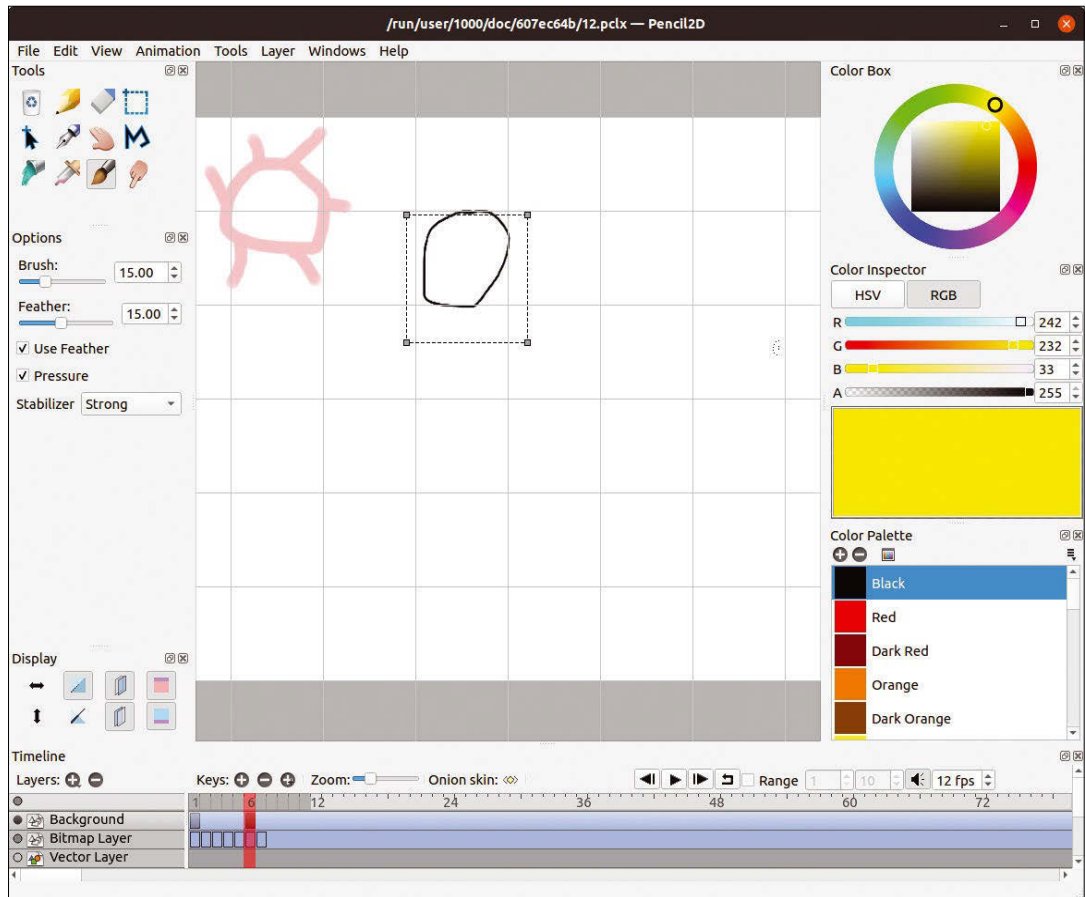 /run/user/1000/doc/607ec64b/12.pclx — Pencil2D
File Edit View Animation Tools Layer Windows Help
Tools
Options
Brush:
15.00
Feather:
15.00
Use Feather
Pressure
Stabilizer Strong
Display
Color Box
Color Inspector
HSV RGB
R 242
G 232
B 33
A 255
Color Palette
Black
Red
Dark Red
Orange
Dark Orange
Timeline
Layers: Keys: Zoom: Onion skin: Range 1 10 12 fps
1 6 12 24 36 48 60 72
Background
Bitmap Layer
Vector Layer